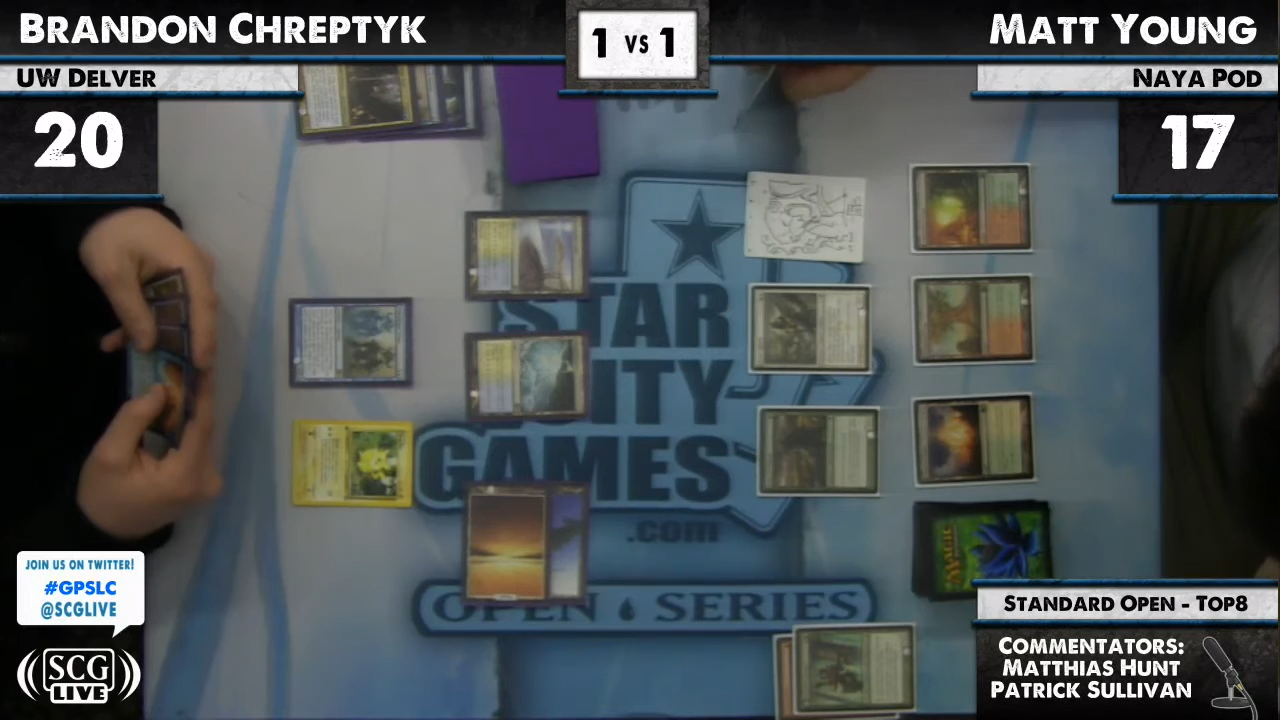 BRANDON CHREPTYK
1 VS 1
MATT YOUNG
UW DELVER
NAYA POD
20
17
STAR
CITY
GAMES
.com
OPEN SERIES
MAGIC
JOIN US ON TWITTER!
#GPSLC
@SCGLIVE
SCG
LIVE
STANDARD OPEN - TOP8
COMMENTATORS:
MATTHIAS HUNT
PATRICK SULLIVAN